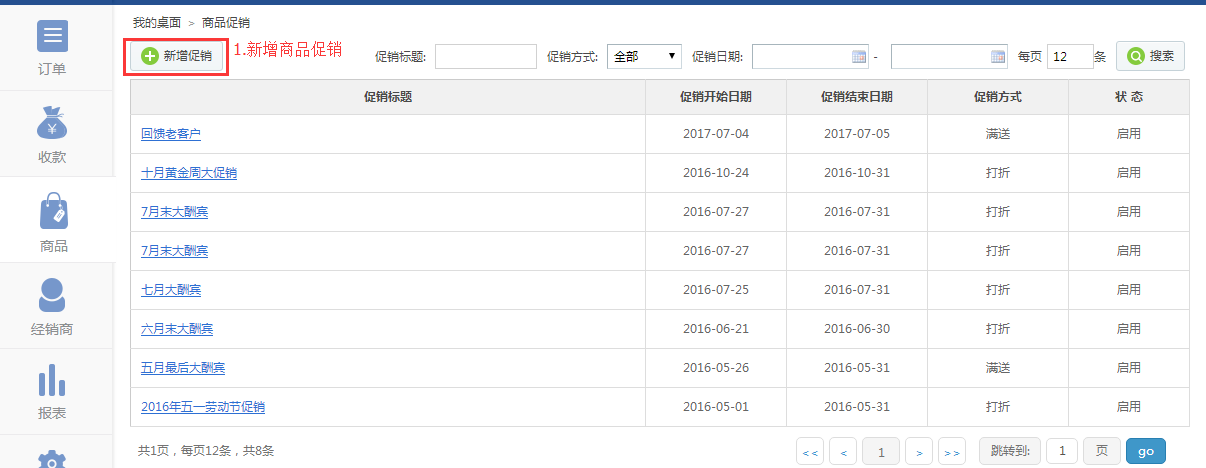 我的桌面 > 商品促销
新增促销 1.新增商品促销 促销标题: 促销方式: 全部 促销日期: - 每页 12 条 搜索
订单
收款
¥
商品
经销商
报表
促销标题 促销开始日期 促销结束日期 促销方式 状 态
回馈老客户 2017-07-04 2017-07-05 满送 启用
十月黄金周大促销 2016-10-24 2016-10-31 打折 启用
7月末大酬宾 2016-07-27 2016-07-31 打折 启用
7月末大酬宾 2016-07-27 2016-07-31 打折 启用
七月大酬宾 2016-07-25 2016-07-31 打折 启用
六月末大酬宾 2016-06-21 2016-06-30 打折 启用
五月最后大酬宾 2016-05-26 2016-05-31 满送 启用
2016年五一劳动节促销 2016-05-01 2016-05-31 打折 启用
共1页，每页12条，共8条 << < 1 > >> 跳转到: 1 页 go